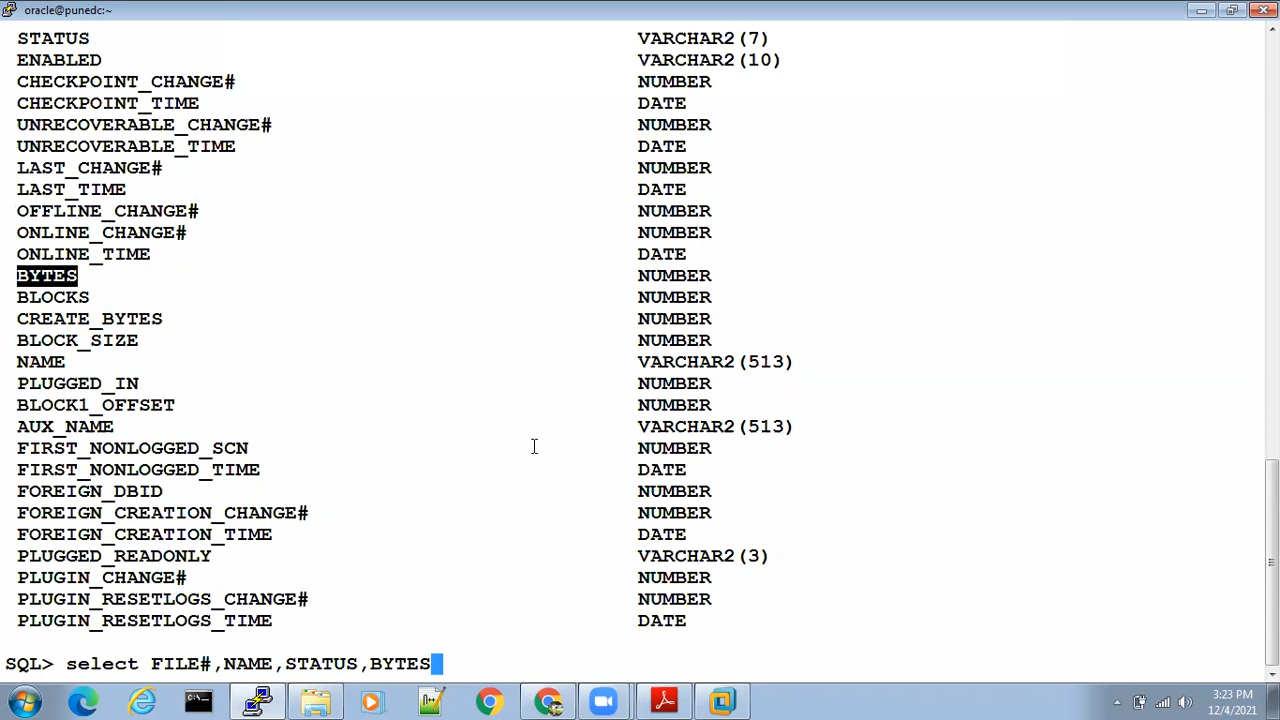 oracle@punedc:~
STATUS VARCHAR2(7)
ENABLED VARCHAR2(10)
CHECKPOINT_CHANGE# NUMBER
CHECKPOINT_TIME DATE
UNRECOVERABLE_CHANGE# NUMBER
UNRECOVERABLE_TIME DATE
LAST_CHANGE# NUMBER
LAST_TIME DATE
OFFLINE_CHANGE# NUMBER
ONLINE_CHANGE# NUMBER
ONLINE_TIME DATE
BYTES NUMBER
BLOCKS NUMBER
CREATE_BYTES NUMBER
BLOCK_SIZE NUMBER
NAME VARCHAR2(513)
PLUGGED_IN NUMBER
BLOCK1_OFFSET NUMBER
AUX_NAME VARCHAR2(513)
FIRST_NONLOGGED_SCN NUMBER
FIRST_NONLOGGED_TIME DATE
FOREIGN_DBID NUMBER
FOREIGN_CREATION_CHANGE# NUMBER
FOREIGN_CREATION_TIME DATE
PLUGGED_READONLY VARCHAR2(3)
PLUGIN_CHANGE# NUMBER
PLUGIN_RESETLOGS_CHANGE# NUMBER
PLUGIN_RESETLOGS_TIME DATE
SQL> select FILE#,NAME,STATUS,BYTES
3:23 PM
12/4/2021